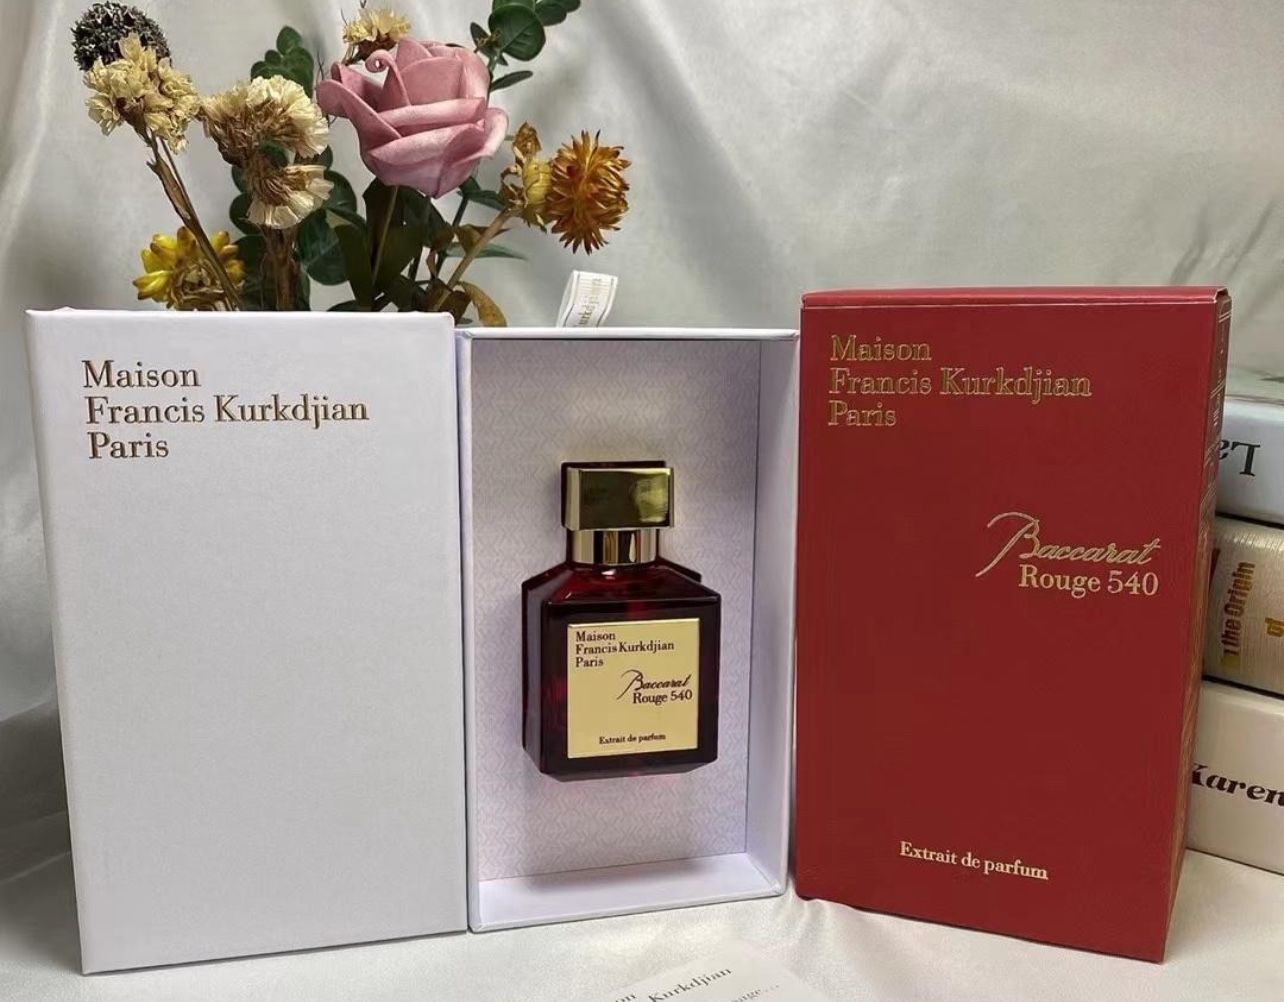 Maison
Francis Kurkdjian
Paris
Maison
Francis Kurkdjian
Paris
Baccarat
Rouge 540
Extrait de parfum
Maison
Francis Kurkdjian
Paris
Baccarat
Rouge 540
Extrait de parfum
the Origin
Karen
Kurkdjian